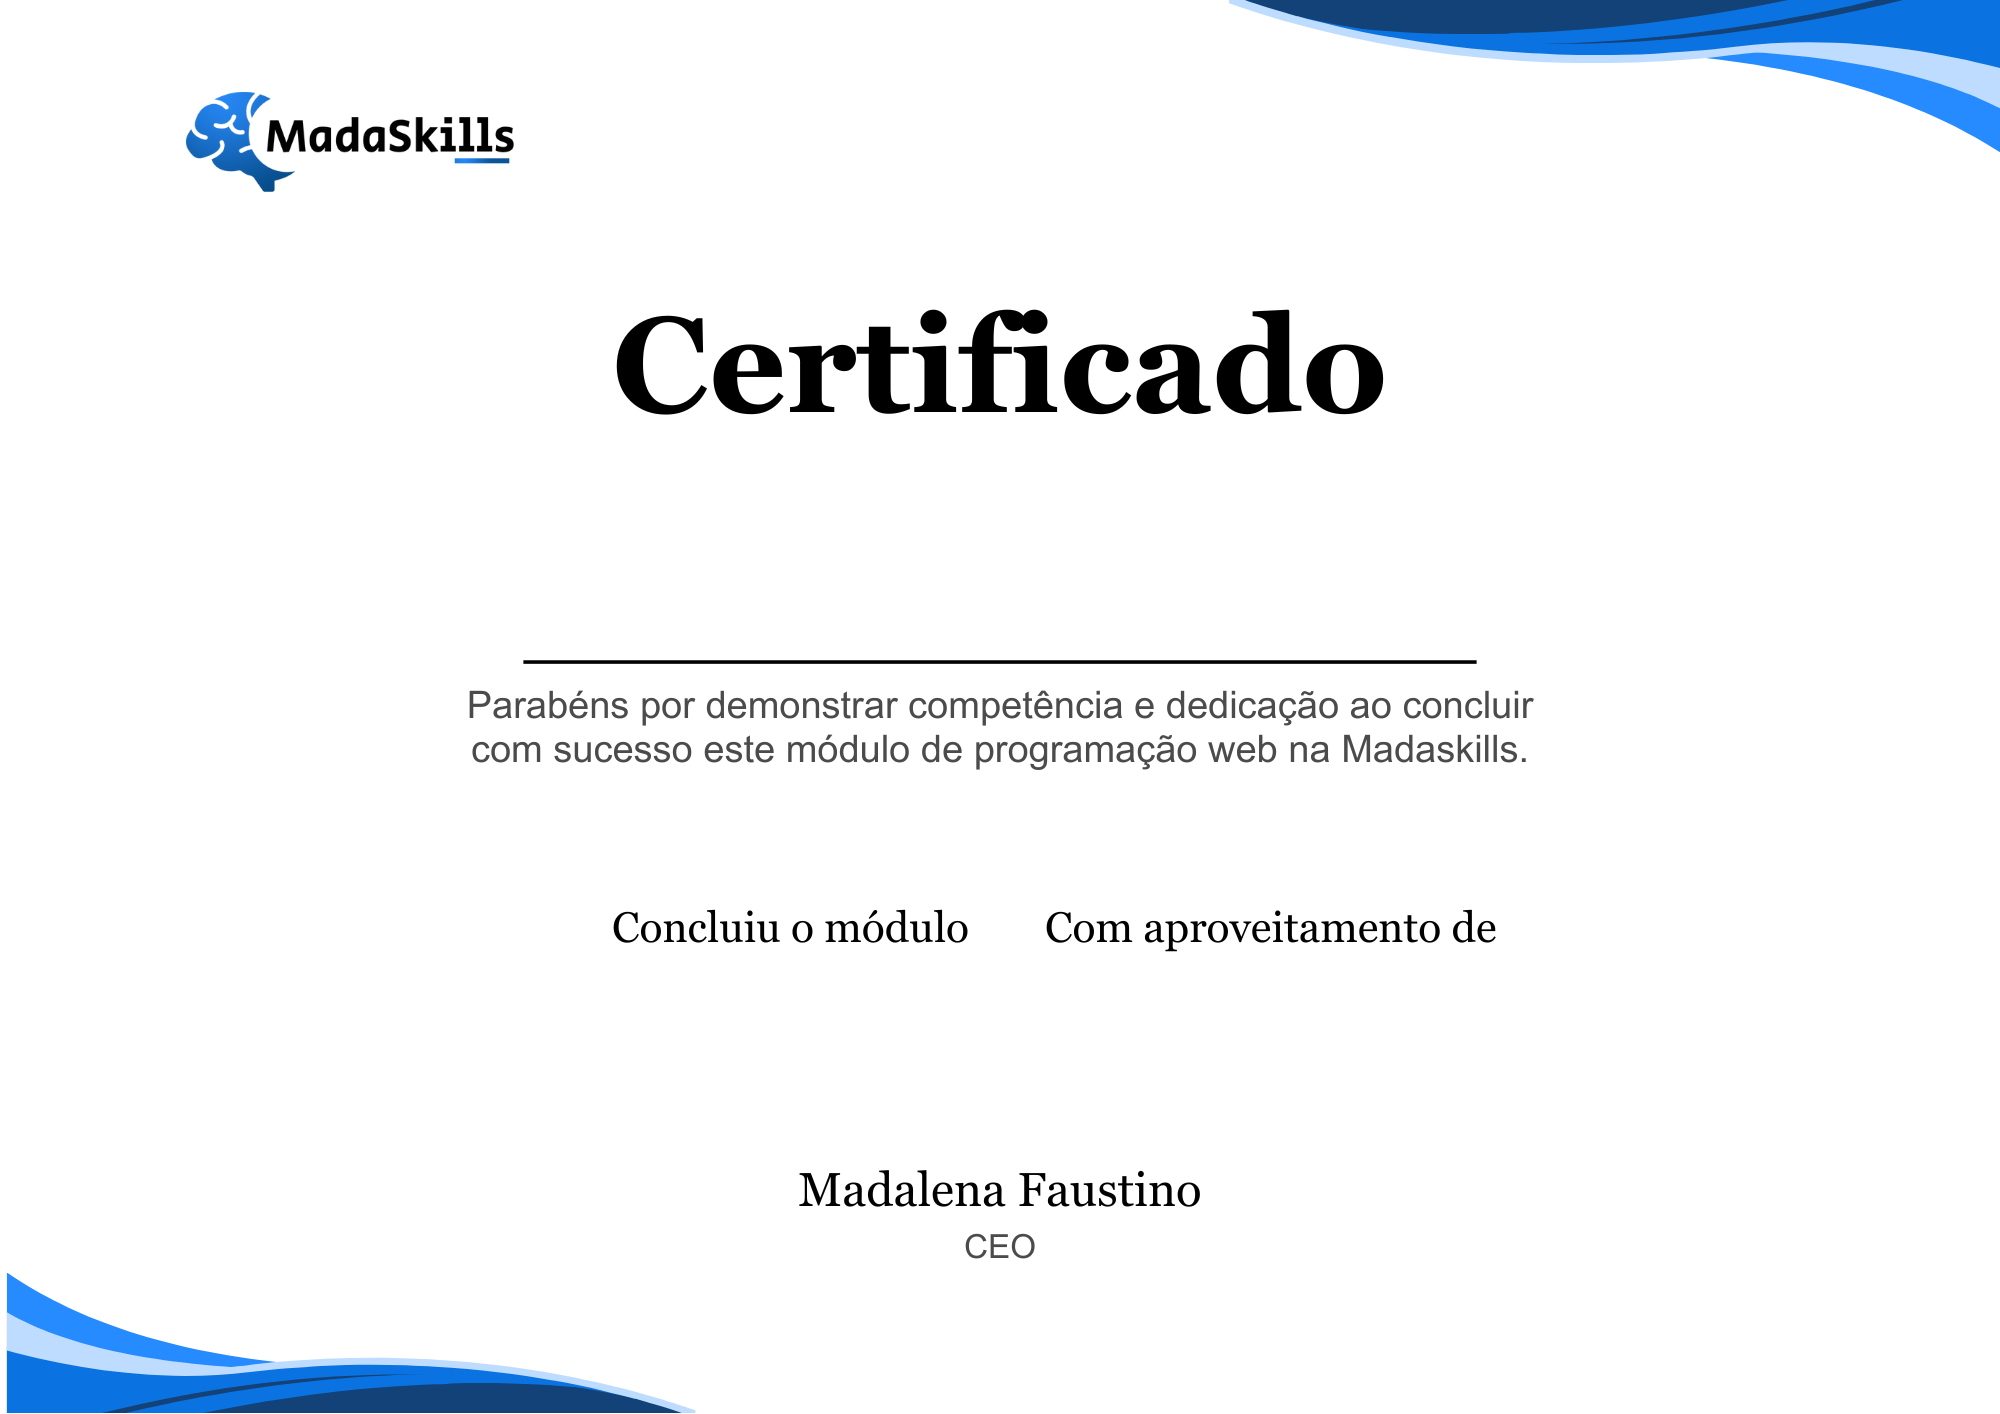 MadaSkills
Certificado
Parabéns por demonstrar competência e dedicação ao concluir
com sucesso este módulo de programação web na Madaskills.
Concluiu o módulo
Com aproveitamento de
Madalena Faustino
CEO